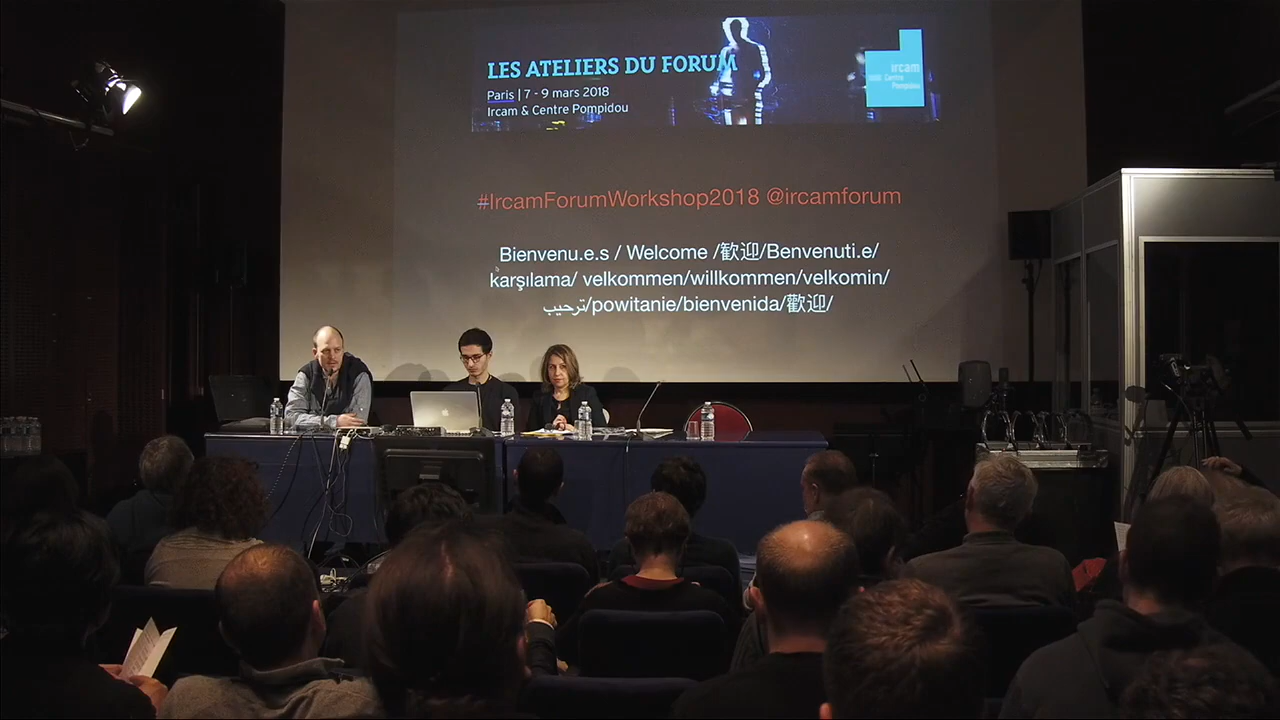 LES ATELIERS DU FORUM
Paris | 7 - 9 mars 2018
Ircam & Centre Pompidou
ircam
Centre
Pompidou
#IrcamForumWorkshop2018 @ircamforum
Bienvenu.e.s / Welcome /歡迎/Benvenuti.e/
karşılama/ velkommen/willkommen/velkomin/
ترحيب/powitanie/bienvenida/歡迎/